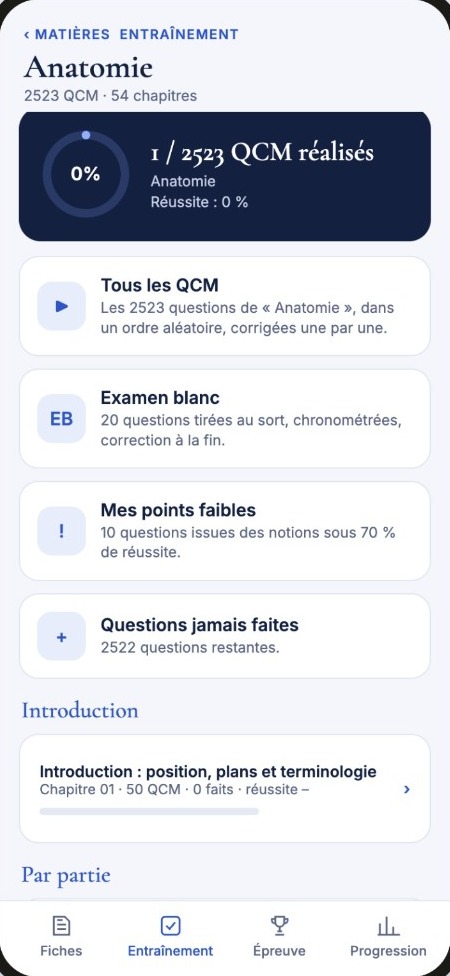 ‹ MATIÈRES ENTRAÎNEMENT
Anatomie
2523 QCM · 54 chapitres
0%
1 / 2523 QCM réalisés
Anatomie
Réussite : 0 %
Tous les QCM
Les 2523 questions de « Anatomie », dans
un ordre aléatoire, corrigées une par une.
EB
Examen blanc
20 questions tirées au sort, chronométrées,
correction à la fin.
!
Mes points faibles
10 questions issues des notions sous 70 %
de réussite.
+
Questions jamais faites
2522 questions restantes.
Introduction
Introduction : position, plans et terminologie
Chapitre 01 · 50 QCM · 0 faits · réussite –
›
Par partie
Fiches
Entraînement
Épreuve
Progression